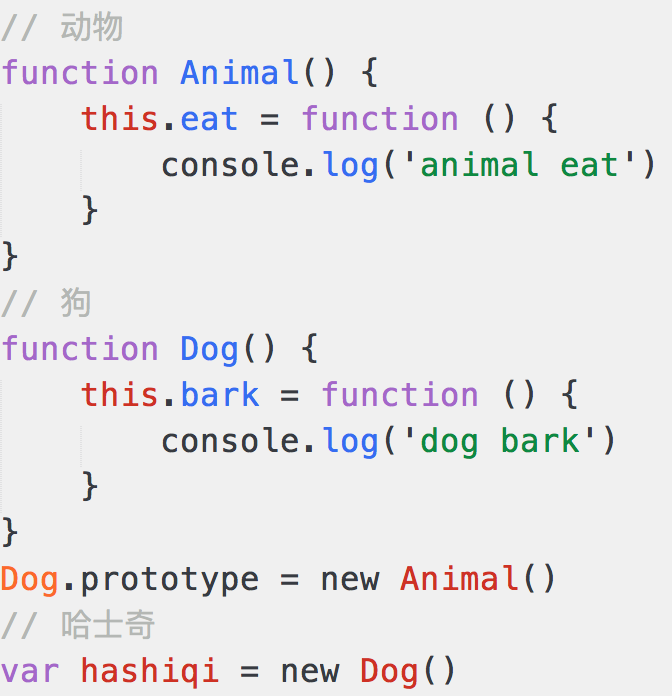 // 动物
function Animal() {
    this.eat = function () {
        console.log('animal eat')
    }
}
// 狗
function Dog() {
    this.bark = function () {
        console.log('dog bark')
    }
}
Dog.prototype = new Animal()
// 哈士奇
var hashiqi = new Dog()